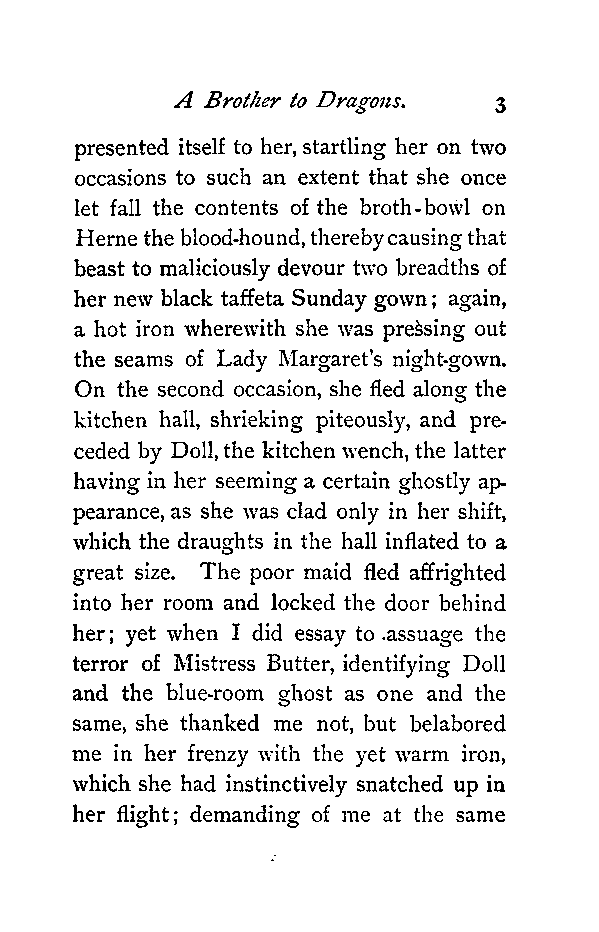 A Brother to Dragons. 3
presented itself to her, startling her on two
occasions to such an extent that she once
let fall the contents of the broth-bowl on
Herne the blood-hound, thereby causing that
beast to maliciously devour two breadths of
her new black taffeta Sunday gown; again,
a hot iron wherewith she was pressing out
the seams of Lady Margaret's night-gown.
On the second occasion, she fled along the
kitchen hall, shrieking piteously, and pre-
ceded by Doll, the kitchen wench, the latter
having in her seeming a certain ghostly ap-
pearance, as she was clad only in her shift,
which the draughts in the hall inflated to a
great size. The poor maid fled affrighted
into her room and locked the door behind
her; yet when I did essay to assuage the
terror of Mistress Butter, identifying Doll
and the blue-room ghost as one and the
same, she thanked me not, but belabored
me in her frenzy with the yet warm iron,
which she had instinctively snatched up in
her flight; demanding of me at the same